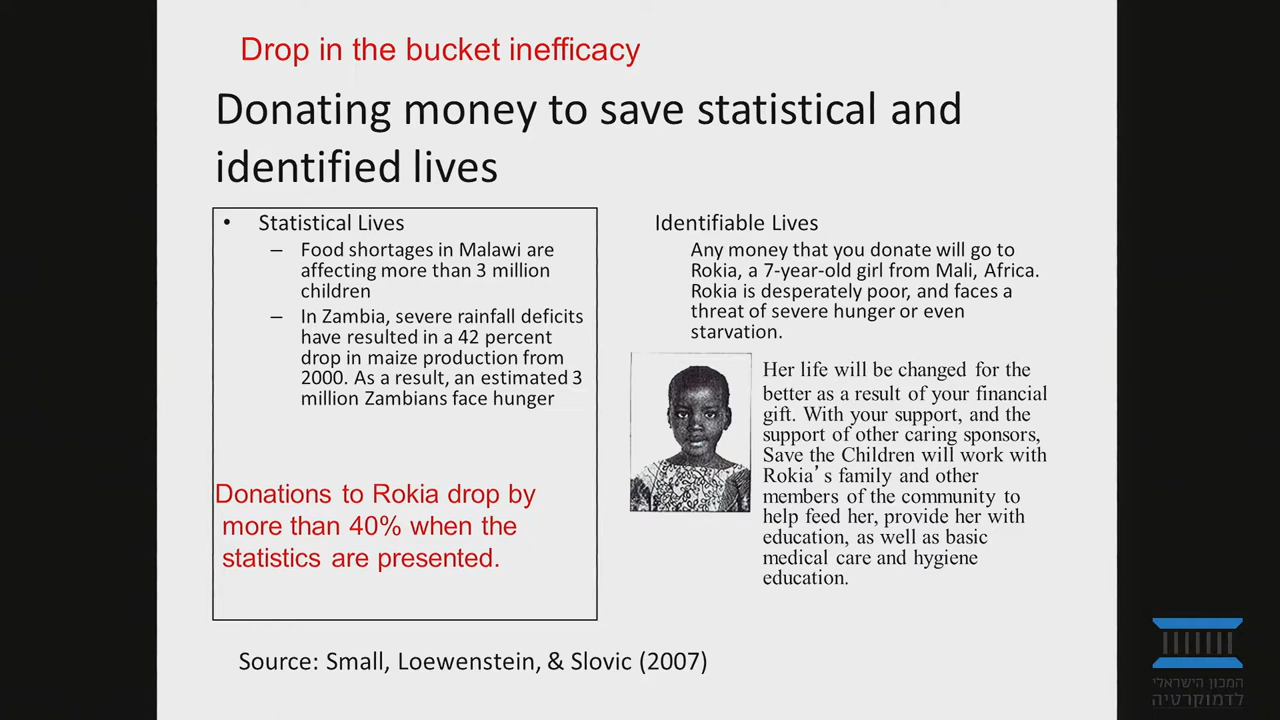 Drop in the bucket inefficacy
Donating money to save statistical and
identified lives
• Statistical Lives
– Food shortages in Malawi are
affecting more than 3 million
children
– In Zambia, severe rainfall deficits
have resulted in a 42 percent
drop in maize production from
2000. As a result, an estimated 3
million Zambians face hunger
Donations to Rokia drop by
more than 40% when the
statistics are presented.
Identifiable Lives
Any money that you donate will go to
Rokia, a 7-year-old girl from Mali, Africa.
Rokia is desperately poor, and faces a
threat of severe hunger or even
starvation.
Her life will be changed for the
better as a result of your financial
gift. With your support, and the
support of other caring sponsors,
Save the Children will work with
Rokia’s family and other
members of the community to
help feed her, provide her with
education, as well as basic
medical care and hygiene
education.
Source: Small, Loewenstein, & Slovic (2007)
המכון הישראלי
לדמוקרטיה